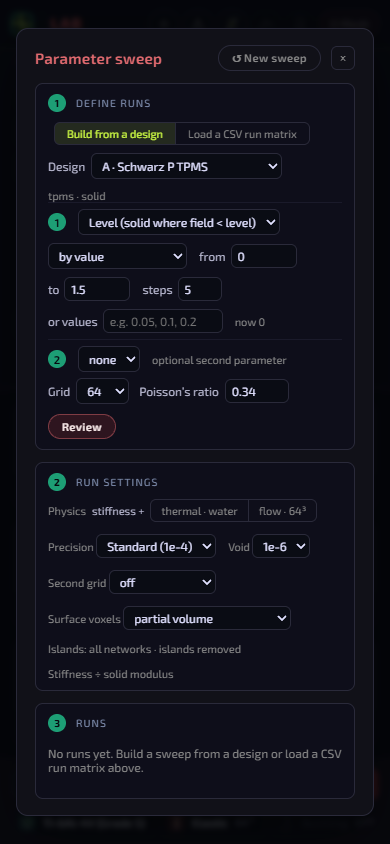 Parameter sweep
↺ New sweep
×
1 DEFINE RUNS
Build from a design
Load a CSV run matrix
Design A · Schwarz P TPMS
tpms · solid
1 Level (solid where field < level)
by value from 0
to 1.5 steps 5
or values e.g. 0.05, 0.1, 0.2 now 0
2 none optional second parameter
Grid 64 Poisson's ratio 0.34
Review
2 RUN SETTINGS
Physics stiffness + thermal · water flow · 64³
Precision Standard (1e-4) Void 1e-6
Second grid off
Surface voxels partial volume
Islands: all networks · islands removed
Stiffness ÷ solid modulus
3 RUNS
No runs yet. Build a sweep from a design or load a CSV
run matrix above.